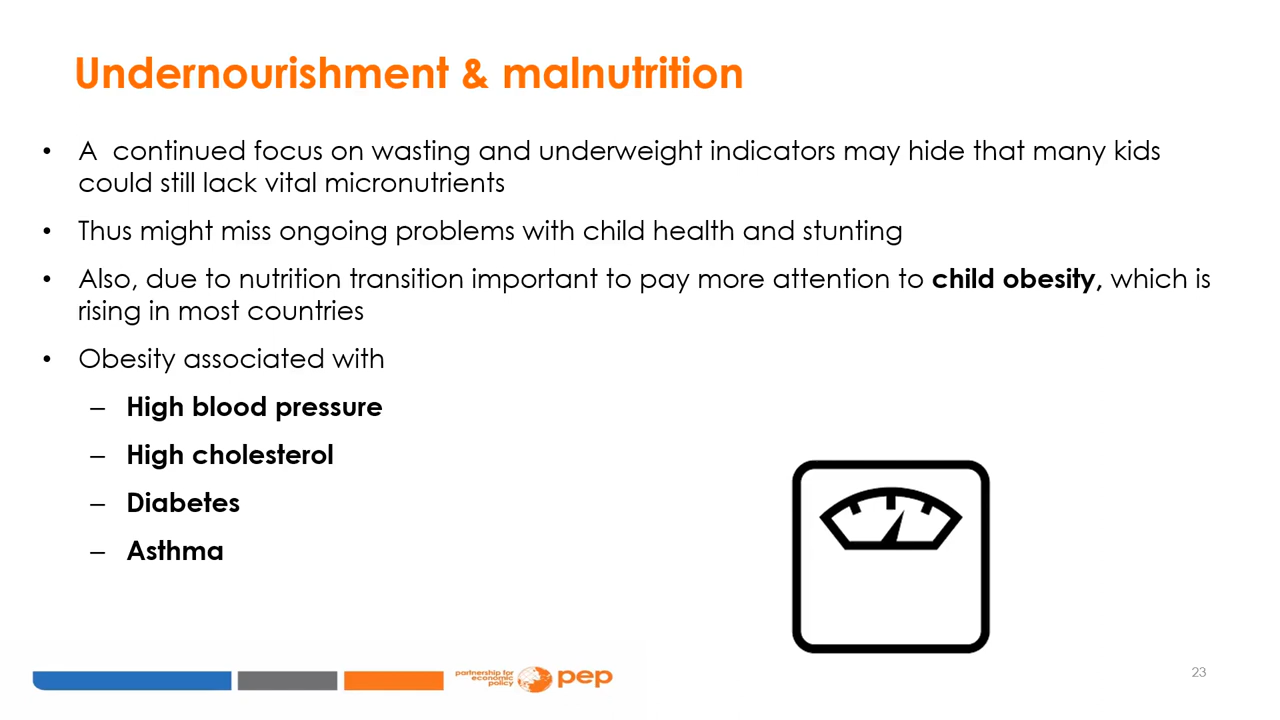 Undernourishment & malnutrition
• A  continued focus on wasting and underweight indicators may hide that many kids
could still lack vital micronutrients
• Thus might miss ongoing problems with child health and stunting
• Also, due to nutrition transition important to pay more attention to child obesity, which is
rising in most countries
• Obesity associated with
– High blood pressure
– High cholesterol
– Diabetes
– Asthma
partnership for
economic
policy
pep
23